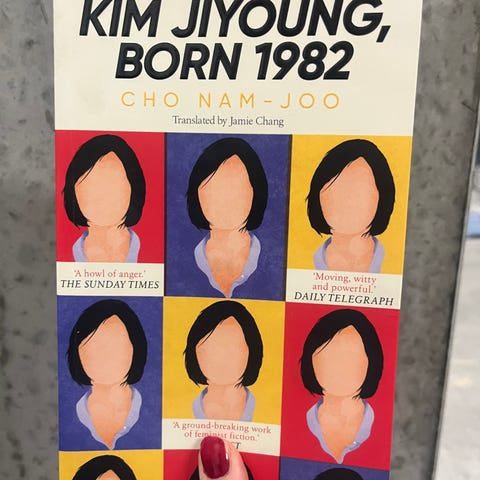 KIM JIYOUNG,
BORN 1982
CHO NAM-JOO
Translated by Jamie Chang
'A howl of anger.'
THE SUNDAY TIMES
'Moving, witty
and powerful.'
DAILY TELEGRAPH
'A ground-breaking work
of feminist fiction.'